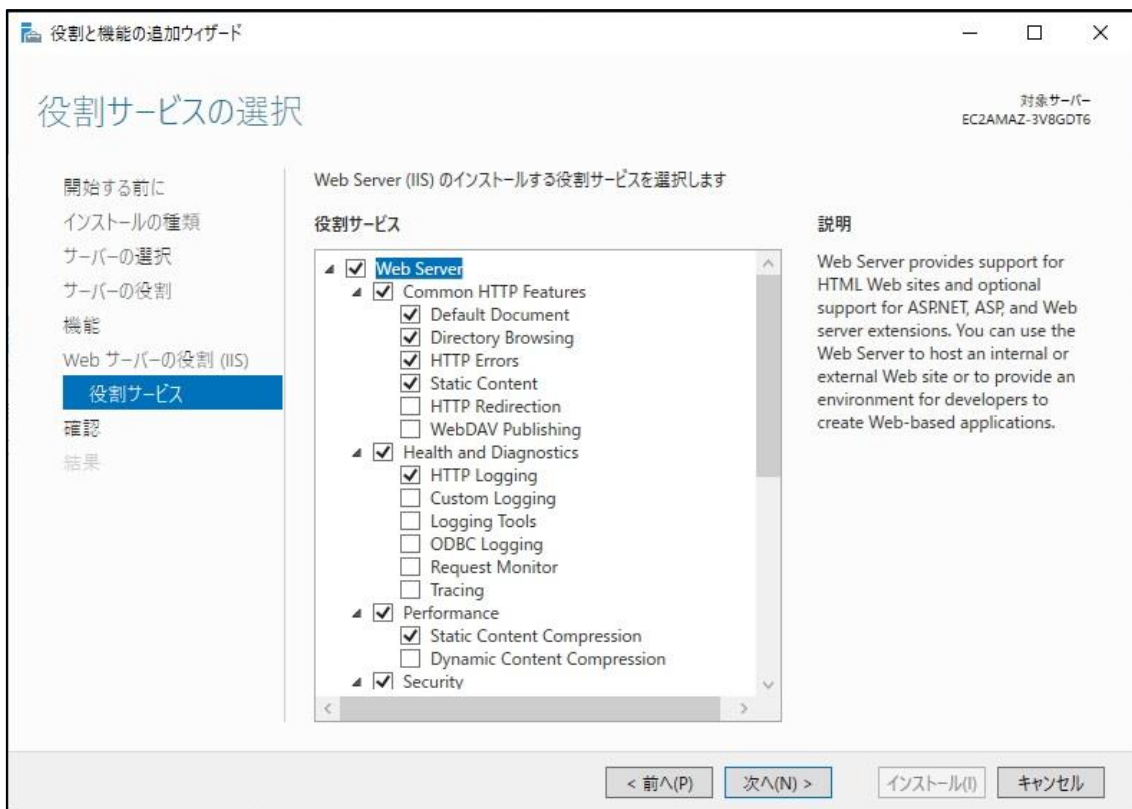 役割と機能の追加ウィザード
役割サービスの選択
対象サーバー
EC2AMAZ-3V8GDT6
開始する前に
インストールの種類
サーバーの選択
サーバーの役割
機能
Web サーバーの役割 (IIS)
役割サービス
確認
結果
Web Server (IIS) のインストールする役割サービスを選択します
役割サービス
Web Server
Common HTTP Features
Default Document
Directory Browsing
HTTP Errors
Static Content
HTTP Redirection
WebDAV Publishing
Health and Diagnostics
HTTP Logging
Custom Logging
Logging Tools
ODBC Logging
Request Monitor
Tracing
Performance
Static Content Compression
Dynamic Content Compression
Security
説明
Web Server provides support for
HTML Web sites and optional
support for ASP.NET, ASP, and Web
server extensions. You can use the
Web Server to host an internal or
external Web site or to provide an
environment for developers to
create Web-based applications.
< 前へ(P)
次へ(N) >
インストール(I)
キャンセル